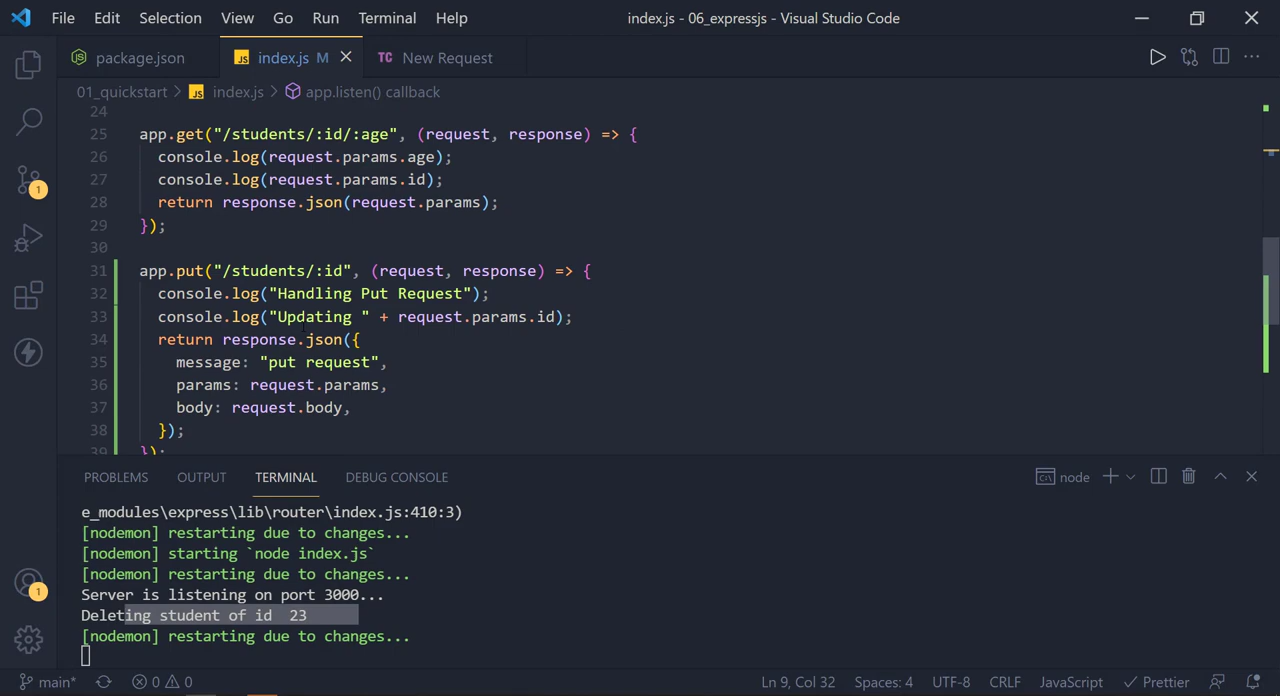 File Edit Selection View Go Run Terminal Help index.js - 06_expressjs - Visual Studio Code
package.json JS index.js M TC New Request
01_quickstart > JS index.js > app.listen() callback
24
25 app.get("/students/:id/:age", (request, response) => {
26 console.log(request.params.age);
27 console.log(request.params.id);
28 return response.json(request.params);
29 });
30
31 app.put("/students/:id", (request, response) => {
32 console.log("Handling Put Request");
33 console.log("Updating " + request.params.id);
34 return response.json({
35 message: "put request",
36 params: request.params,
37 body: request.body,
38 });
39 });
1
PROBLEMS OUTPUT TERMINAL DEBUG CONSOLE node
e_modules\express\lib\router\index.js:410:3)
[nodemon] restarting due to changes...
[nodemon] starting `node index.js`
[nodemon] restarting due to changes...
Server is listening on port 3000...
Deleting student of id  23
[nodemon] restarting due to changes...
1
main* 0 0 Ln 9, Col 32 Spaces: 4 UTF-8 CRLF JavaScript Prettier